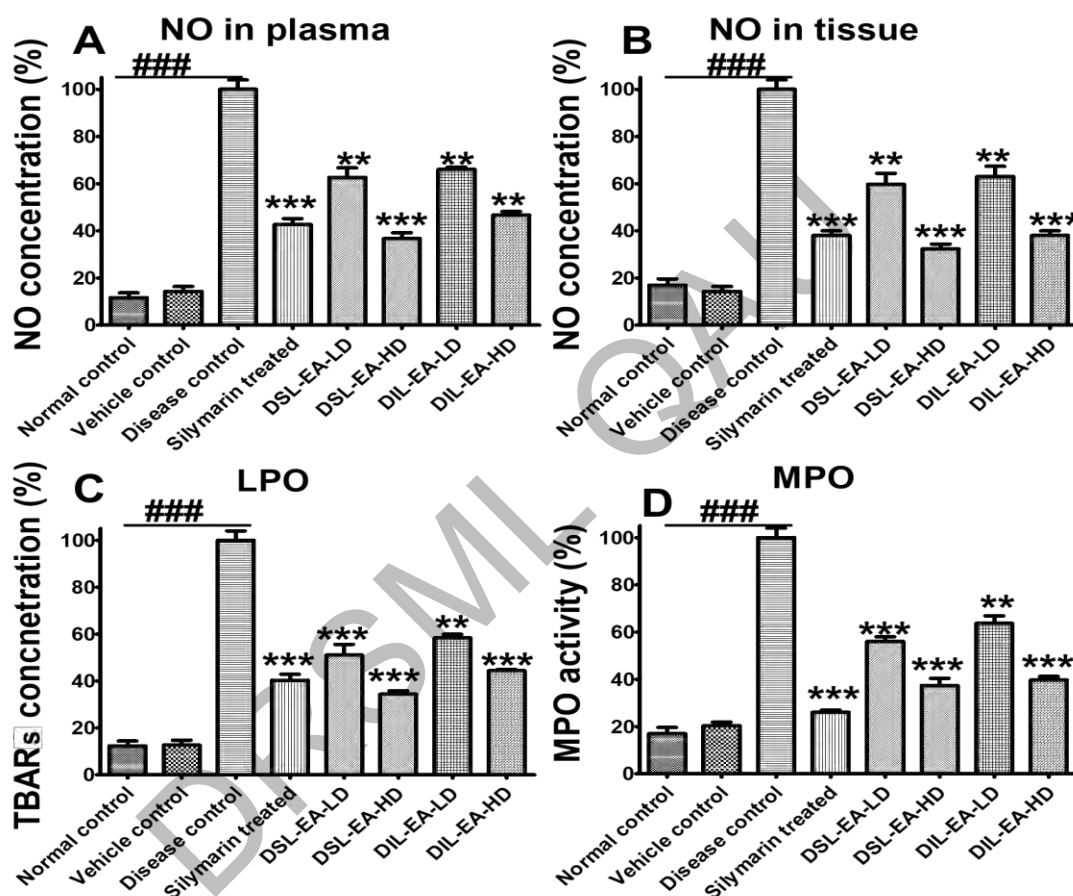 A NO in plasma
###
NO concentration (%)
100
80
60
40
20
0
***
**
***
**
**
Normal control
Vehicle control
Disease control
Silymarin treated
DSL-EA-LD
DSL-EA-HD
DIL-EA-LD
DIL-EA-HD
B NO in tissue
###
NO concentration (%)
100
80
60
40
20
0
***
**
***
**
***
Normal control
Vehicle control
Disease control
Silymarin treated
DSL-EA-LD
DSL-EA-HD
DIL-EA-LD
DIL-EA-HD
C LPO
###
TBARs concnetration (%)
100
80
60
40
20
0
***
***
***
**
***
Normal control
Vehicle control
Disease control
Silymarin treated
DSL-EA-LD
DSL-EA-HD
DIL-EA-LD
DIL-EA-HD
D MPO
###
MPO activity (%)
100
80
60
40
20
0
***
***
***
**
***
Normal control
Vehicle control
Disease control
Silymarin treated
DSL-EA-LD
DSL-EA-HD
DIL-EA-LD
DIL-EA-HD
DRSML QAU